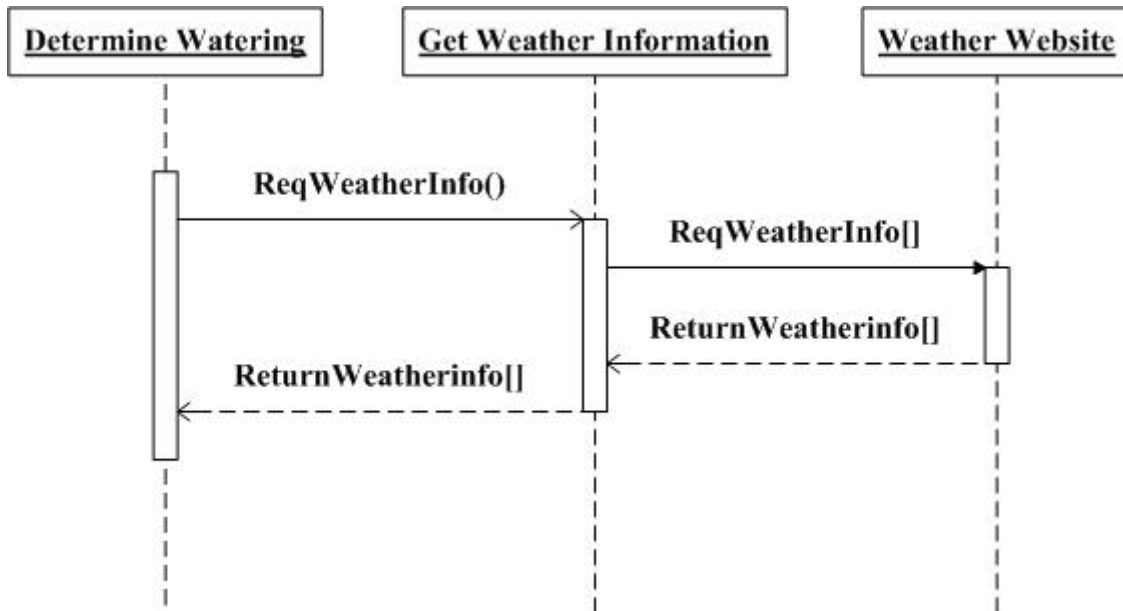 Determine Watering
Get Weather Information
Weather Website
ReqWeatherInfo()
ReqWeatherInfo[]
ReturnWeatherinfo[]
ReturnWeatherinfo[]